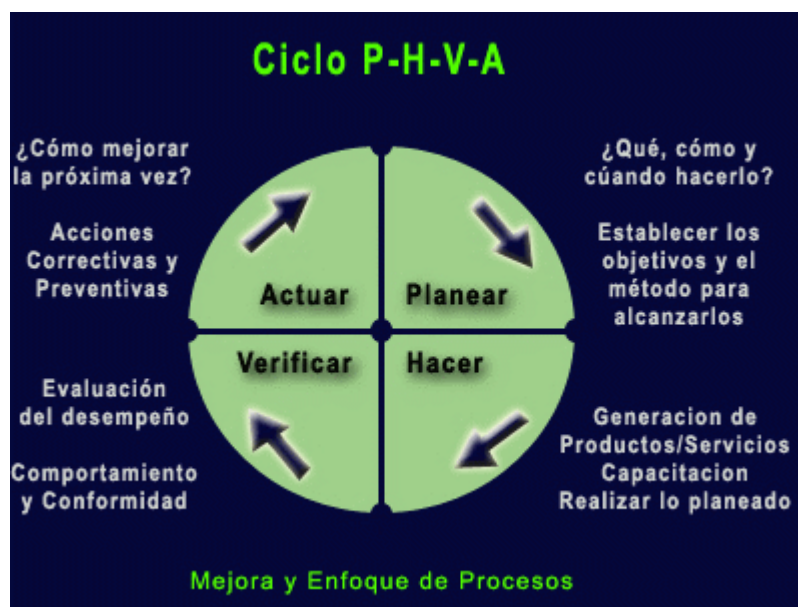 Ciclo P-H-V-A
¿Cómo mejorar
la próxima vez?
Acciones
Correctivas y
Preventivas
Actuar
Planear
¿Qué, cómo y
cúando hacerlo?
Establecer los
objetivos y el
método para
alcanzarlos
Verificar
Hacer
Evaluación
del desempeño
Comportamiento
y Conformidad
Generacion de
Productos/Servicios
Capacitacion
Realizar lo planeado
Mejora y Enfoque de Procesos